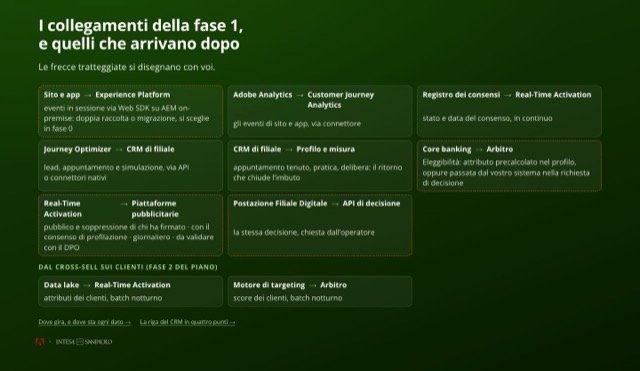 I collegamenti della fase 1,
e quelli che arrivano dopo
Le frecce tratteggiate si disegnano con voi.
Sito e app → Experience Platform
eventi in sessione via Web SDK su AEM on-
premise: doppia raccolta o migrazione, si sceglie
in fase 0
Adobe Analytics → Customer Journey
Analytics
gli eventi di sito e app, via connettore
Registro dei consensi → Real-Time Activation
stato e data del consenso, in continuo
Journey Optimizer → CRM di filiale
lead, appuntamento e simulazione, via API
o connettori nativi
CRM di filiale → Profilo e misura
appuntamento tenuto, pratica, delibera: il ritorno
che chiude l'imbuto
Core banking → Arbitro
Eleggibilità: attributo precalcolato nel profilo,
oppure passata dal vostro sistema nella richiesta
di decisione
Real-Time → Piattaforme
Activation pubblicitarie
pubblico e soppressione di chi ha firmato · con il
consenso di profilazione · giornaliero · da validare
con il DPO
Postazione Filiale Digitale → API di decisione
la stessa decisione, chiesta dall'operatore
DAL CROSS-SELL SUI CLIENTI (FASE 2 DEL PIANO)
Data lake → Real-Time Activation
attributi dei clienti, batch notturno
Motore di targeting → Arbitro
score dei clienti, batch notturno
Dove gira, e dove sta ogni dato → La riga del CRM in quattro punti →
INTESA SANPAOLO